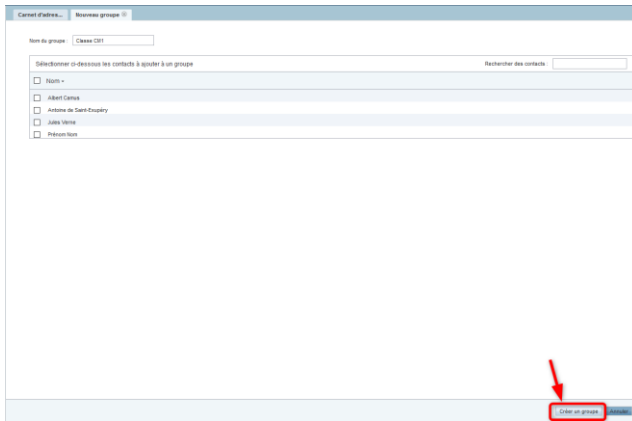 Carnet d'adres... Nouveau groupe
Nom du groupe : Classe CM1
Sélectionner ci-dessous les contacts à ajouter à un groupe Rechercher des contacts :
Nom
Albert Camus
Antoine de Saint-Exupéry
Jules Verne
Prénom Nom
Créer un groupe Annuler